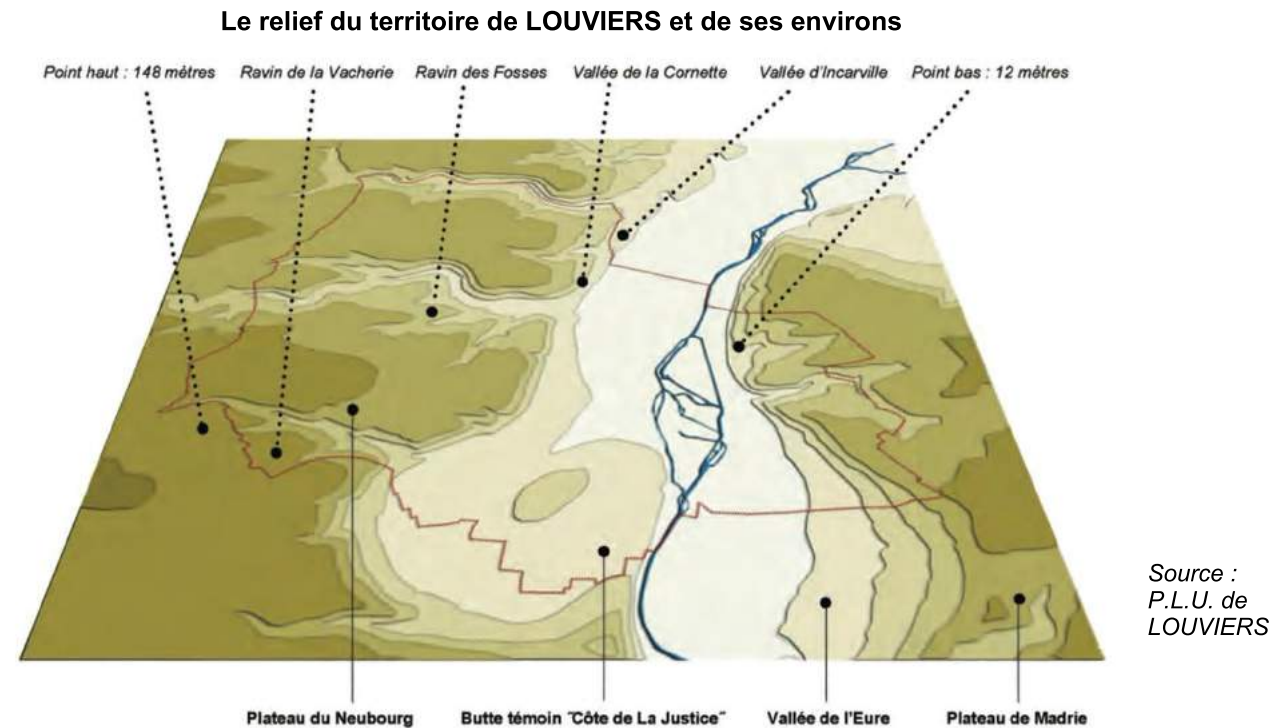 Le relief du territoire de LOUVIERS et de ses environs
Point haut : 148 mètres
Ravin de la Vacherie
Ravin des Fosses
Vallée de la Cornette
Vallée d'Incarville
Point bas : 12 mètres
Source :
P.L.U. de
LOUVIERS
Plateau du Neubourg
Butte témoin "Côte de La Justice"
Vallée de l'Eure
Plateau de Madrie